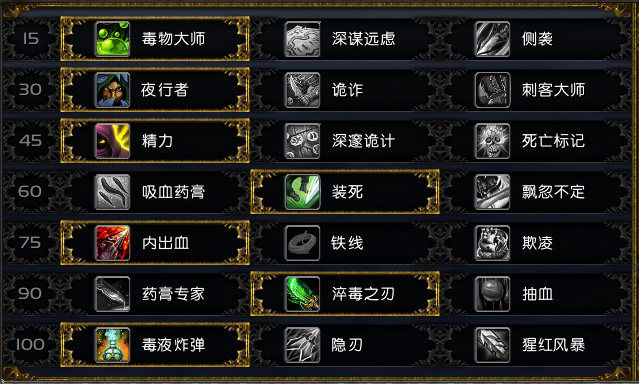 15 毒物大师 深谋远虑 侧袭
30 夜行者 诡诈 刺客大师
45 精力 深邃诡计 死亡标记
60 吸血药膏 装死 飘忽不定
75 内出血 铁线 欺凌
90 药膏专家 淬毒之刃 抽血
100 毒液炸弹 隐刃 猩红风暴